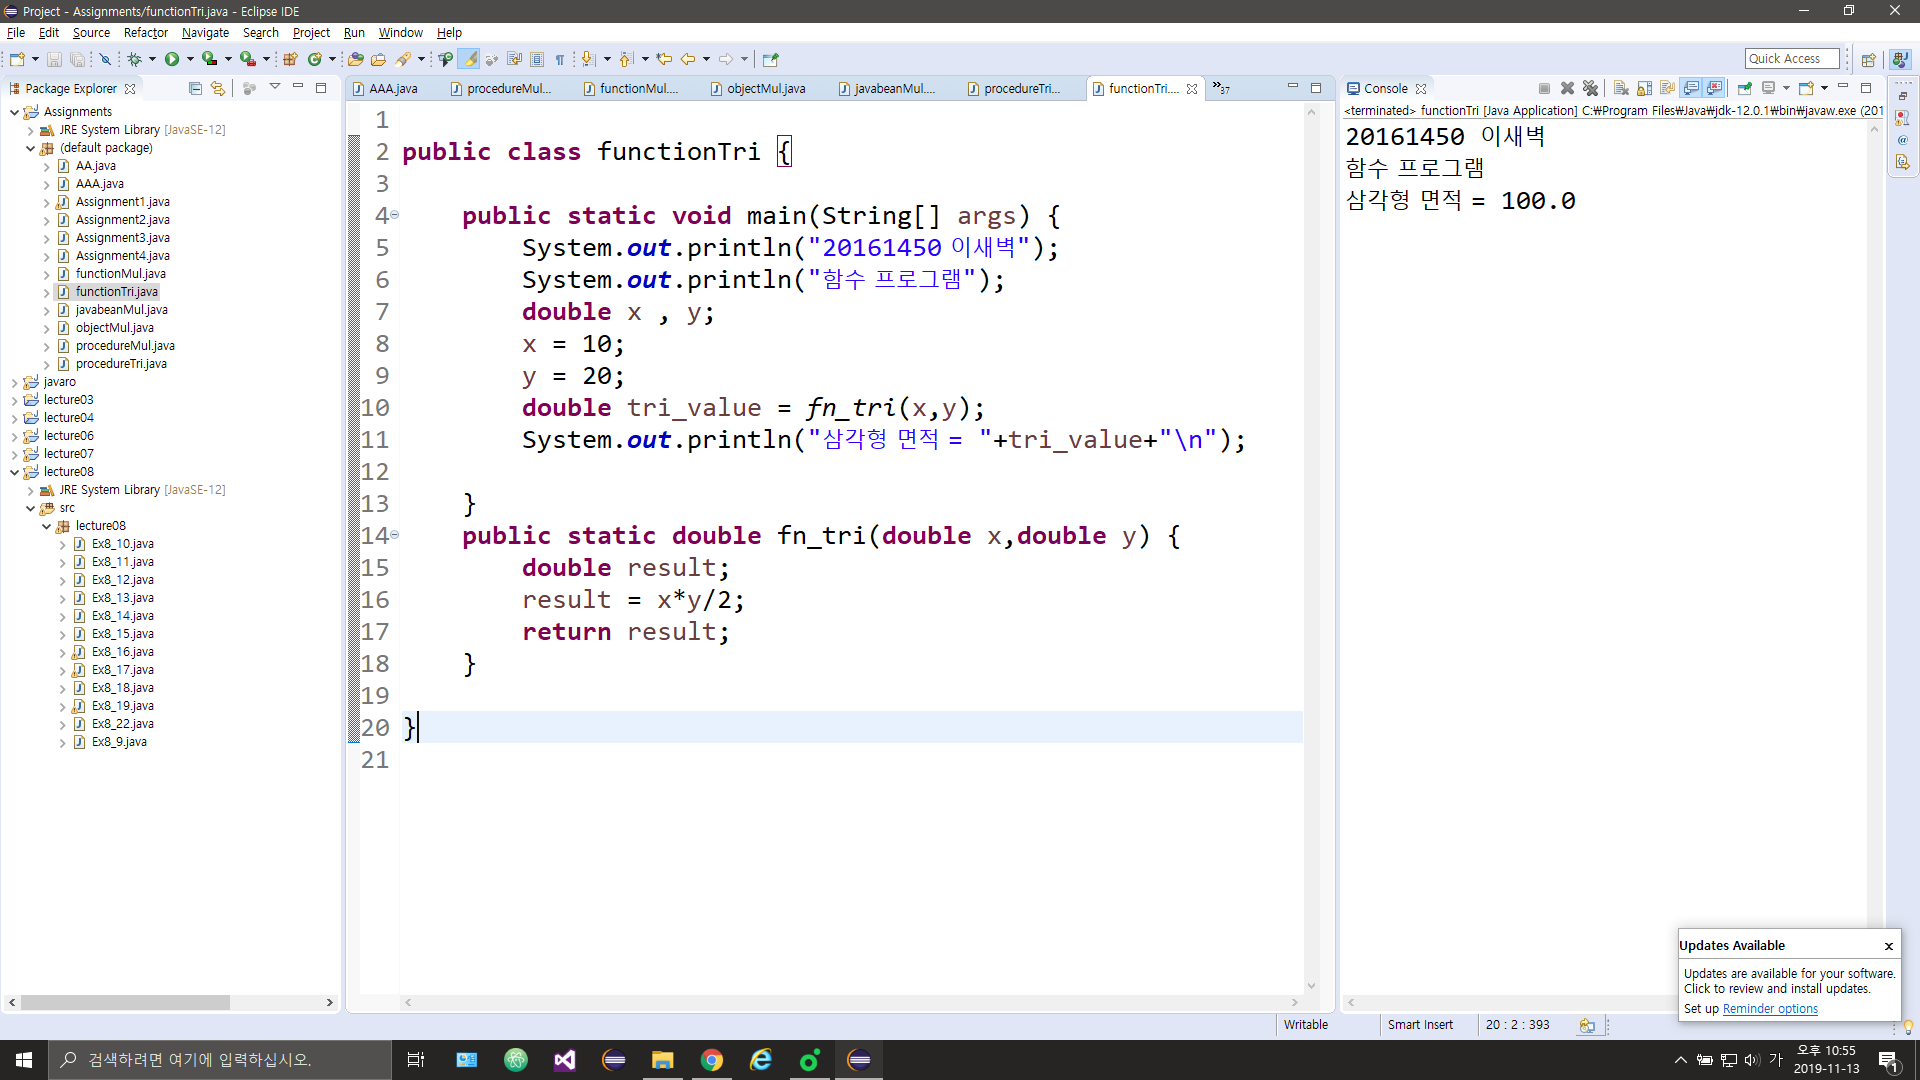 Project - Assignments/functionTri.java - Eclipse IDE
File Edit Source Refactor Navigate Search Project Run Window Help
Quick Access
Package Explorer
Assignments
JRE System Library [JavaSE-12]
(default package)
AA.java
AAA.java
Assignment1.java
Assignment2.java
Assignment3.java
Assignment4.java
functionMul.java
functionTri.java
javabeanMul.java
objectMul.java
procedureMul.java
procedureTri.java
javaro
lecture03
lecture04
lecture06
lecture07
lecture08
JRE System Library [JavaSE-12]
src
lecture08
Ex8_10.java
Ex8_11.java
Ex8_12.java
Ex8_13.java
Ex8_14.java
Ex8_15.java
Ex8_16.java
Ex8_17.java
Ex8_18.java
Ex8_19.java
Ex8_22.java
Ex8_9.java
AAA.java procedureMul... functionMul.... objectMul.java javabeanMul.... procedureTri... functionTri.... »37
1
2 public class functionTri {
3
4 public static void main(String[] args) {
5 System.out.println("20161450 이새벽");
6 System.out.println("함수 프로그램");
7 double x , y;
8 x = 10;
9 y = 20;
10 double tri_value = fn_tri(x,y);
11 System.out.println("삼각형 면적 = "+tri_value+"\n");
12
13 }
14 public static double fn_tri(double x,double y) {
15 double result;
16 result = x*y/2;
17 return result;
18 }
19
20 }
21
Console
<terminated> functionTri [Java Application] C:₩Program Files₩Java₩jdk-12.0.1₩bin₩javaw.exe (201
20161450 이새벽
함수 프로그램
삼각형 면적 = 100.0
Updates Available
Updates are available for your software.
Click to review and install updates.
Set up Reminder options
Writable Smart Insert 20 : 2 : 393
검색하려면 여기에 입력하십시오.
가
오후 10:55
2019-11-13
1